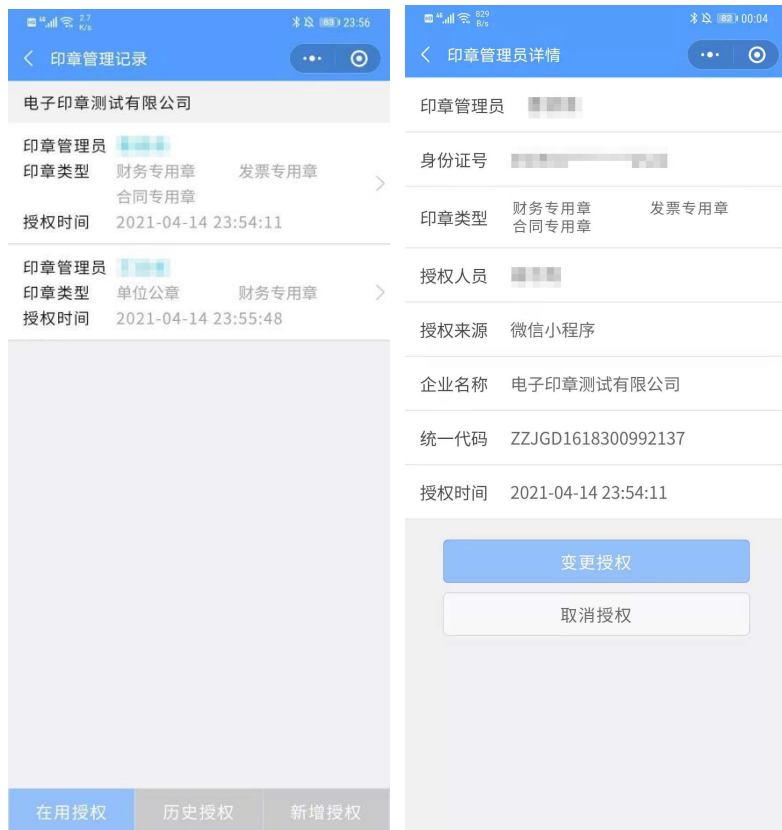 2.7
K/s
83
23:56
印章管理记录
电子印章测试有限公司
印章管理员
印章类型 财务专用章 发票专用章
合同专用章
授权时间 2021-04-14 23:54:11
印章管理员
印章类型 单位公章 财务专用章
授权时间 2021-04-14 23:55:48
在用授权 历史授权 新增授权
829
B/s
82
00:04
印章管理员详情
印章管理员
身份证号
印章类型 财务专用章 发票专用章
合同专用章
授权人员
授权来源 微信小程序
企业名称 电子印章测试有限公司
统一代码 ZZJGD1618300992137
授权时间 2021-04-14 23:54:11
变更授权
取消授权